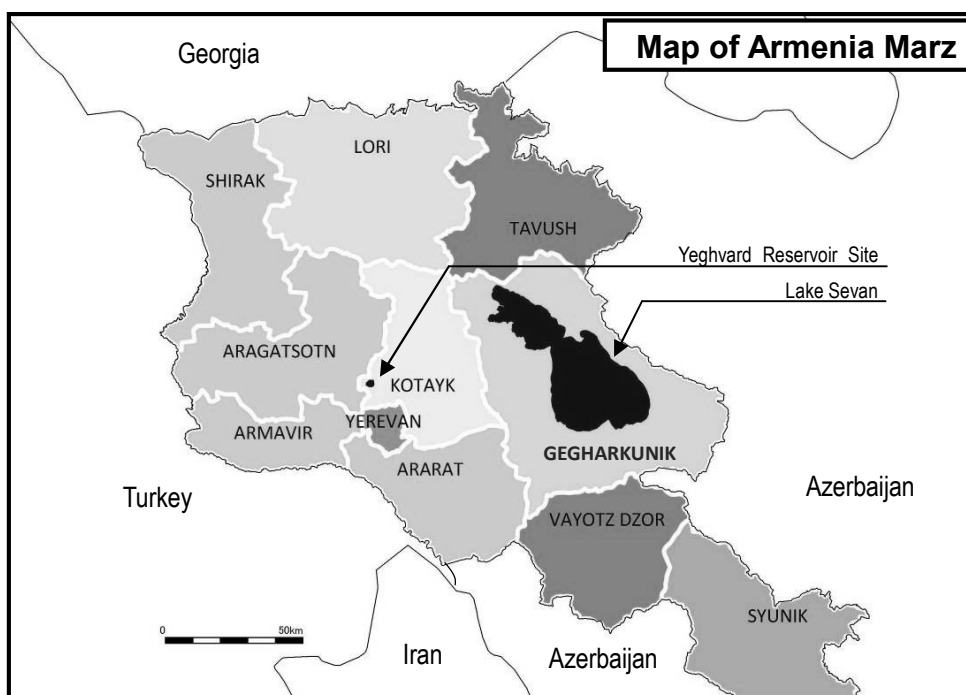 Map of Armenia Marz
Georgia
LORI
SHIRAK
TAVUSH
Yeghvard Reservoir Site
Lake Sevan
ARAGATSOTN
KOTAYK
YEREVAN
ARMAVIR
GEGHARKUNIK
ARARAT
Azerbaijan
Turkey
VAYOTZ DZOR
SYUNIK
0 50km
Iran
Azerbaijan